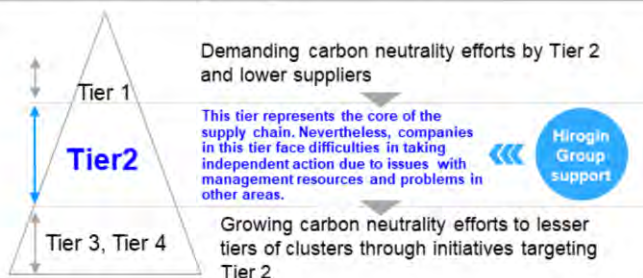 Demanding carbon neutrality efforts by Tier 2
and lower suppliers
Tier 1
This tier represents the core of the
supply chain. Nevertheless, companies
in this tier face difficulties in taking
independent action due to issues with
management resources and problems in
other areas.
Tier2
Hirogin
Group
support
Tier 3, Tier 4
Growing carbon neutrality efforts to lesser
tiers of clusters through initiatives targeting
Tier 2